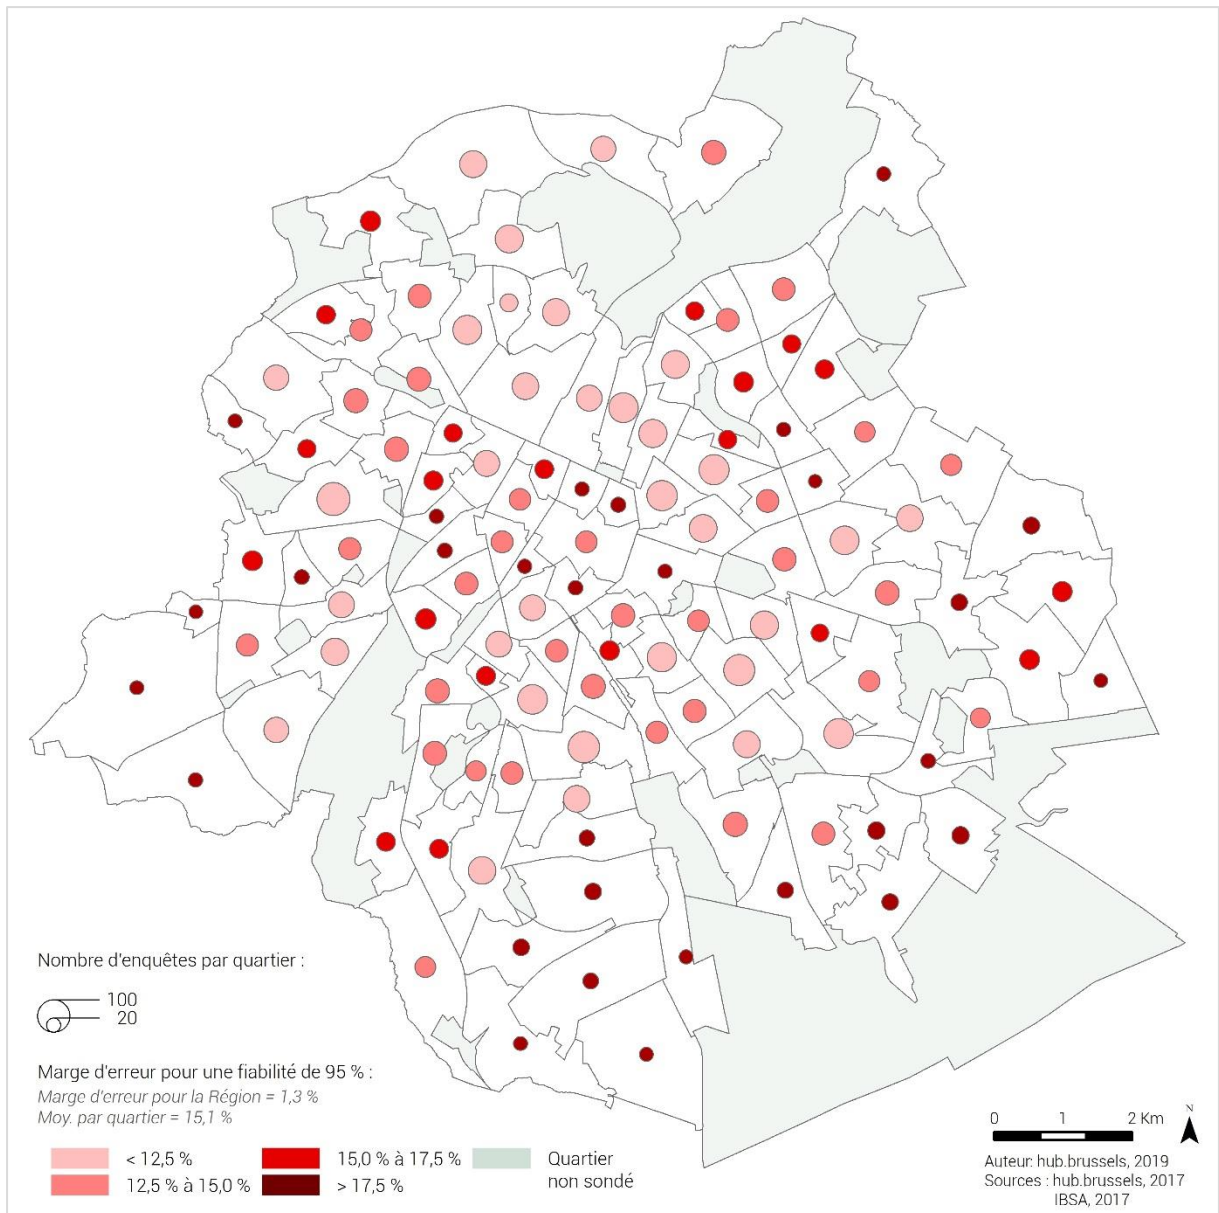 Nombre d'enquêtes par quartier :
100
20
Marge d'erreur pour une fiabilité de 95 % :
Marge d'erreur pour la Région = 1,3 %
Moy. par quartier = 15,1 %
< 12,5 %
15,0 % à 17,5 %
Quartier
non sondé
12,5 % à 15,0 %
> 17,5 %
N
0 1 2 Km
Auteur: hub.brussels, 2019
Sources : hub.brussels, 2017
IBSA, 2017